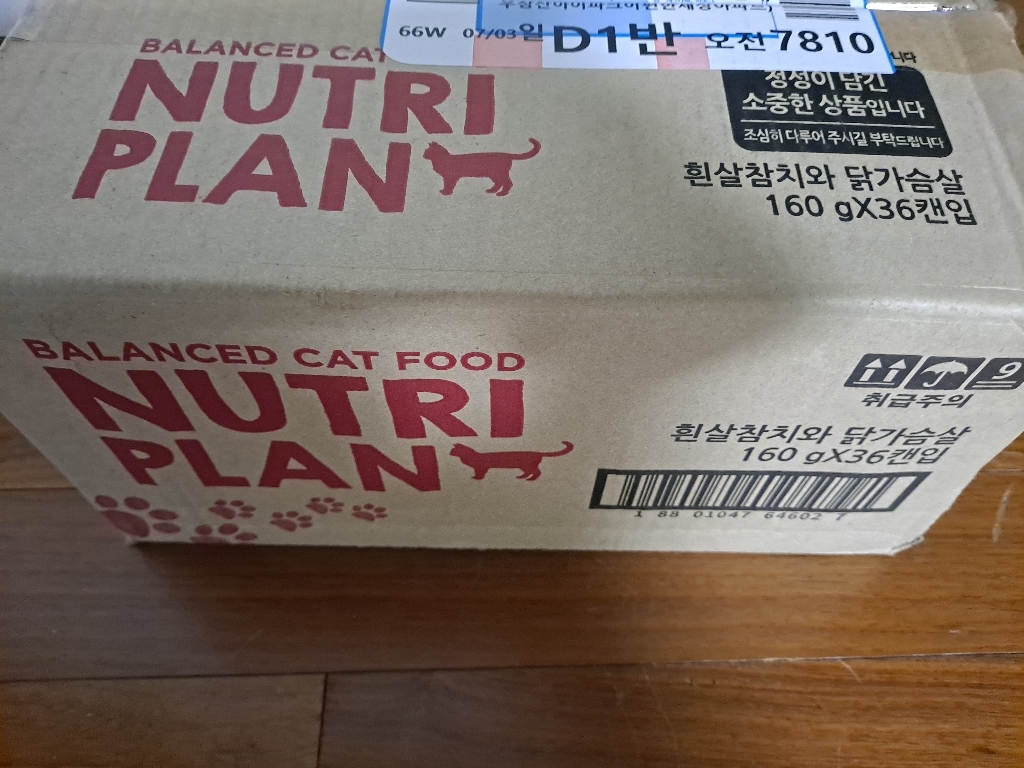 66W 07/03일 D1반 오전 7810
BALANCED CAT
NUTRI
PLAN
니다
정성이 담긴
소중한 상품입니다
조심히 다루어 주시길 부탁드립니다
흰살참치와 닭가슴살
160 gX36캔입
BALANCED CAT FOOD
NUTRI
PLAN
취급주의
흰살참치와 닭가슴살
160 gX36캔입
1 88 01047 64602 7